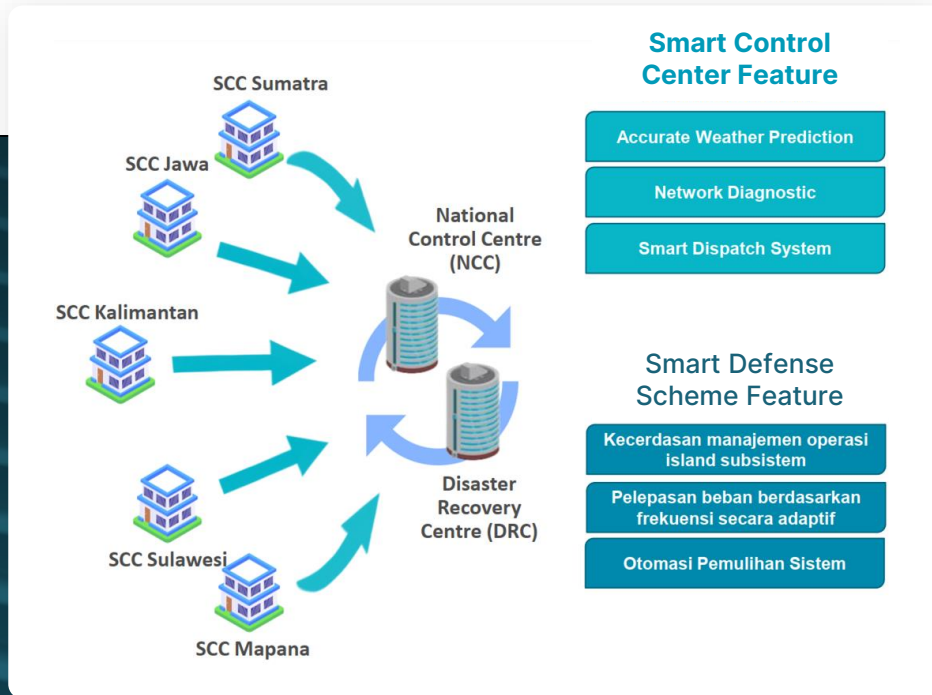 SCC Sumatra
SCC Jawa
SCC Kalimantan
SCC Sulawesi
SCC Mapana
National
Control Centre
(NCC)
Disaster
Recovery
Centre (DRC)
Smart Control
Center Feature
Accurate Weather Prediction
Network Diagnostic
Smart Dispatch System
Smart Defense
Scheme Feature
Kecerdasan manajemen operasi
island subsistem
Pelepasan beban berdasarkan
frekuensi secara adaptif
Otomasi Pemulihan Sistem